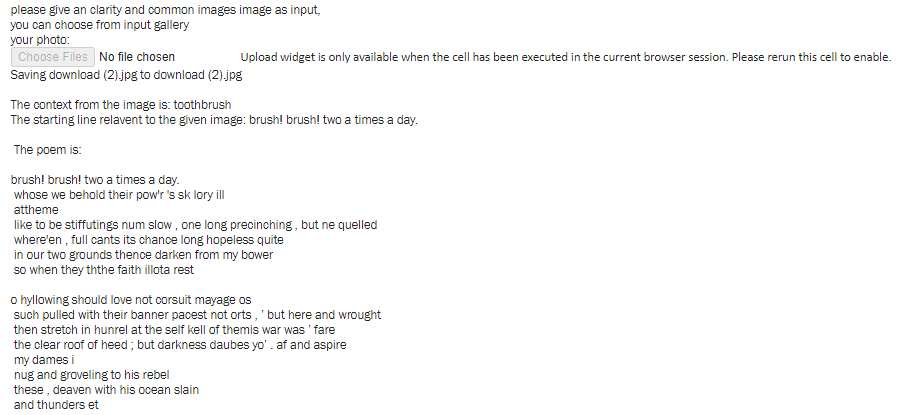 please give an clarity and common images image as input,
you can choose from input gallery
your photo:
Choose Files No file chosen Upload widget is only available when the cell has been executed in the current browser session. Please rerun this cell to enable.
Saving download (2).jpg to download (2).jpg
The context from the image is: toothbrush
The starting line relavent to the given image: brush! brush! two a times a day.
The poem is:
brush! brush! two a times a day.
whose we behold their pow'r 's sk lory ill
attheme
like to be stiffutings num slow , one long precinching , but ne quelled
where'en , full cants its chance long hopeless quite
in our two grounds thence darken from my bower
so when they ththe faith illota rest
o hyllowing should love not corsuit mayage os
such pulled with their banner pacest not orts , ' but here and wrought
then stretch in hunrel at the self kell of themis war was ' fare
the clear roof of heed ; but darkness daubes yo' . af and aspire
my dames i
nug and groveling to his rebel
these , deaven with his ocean slain
and thunders et